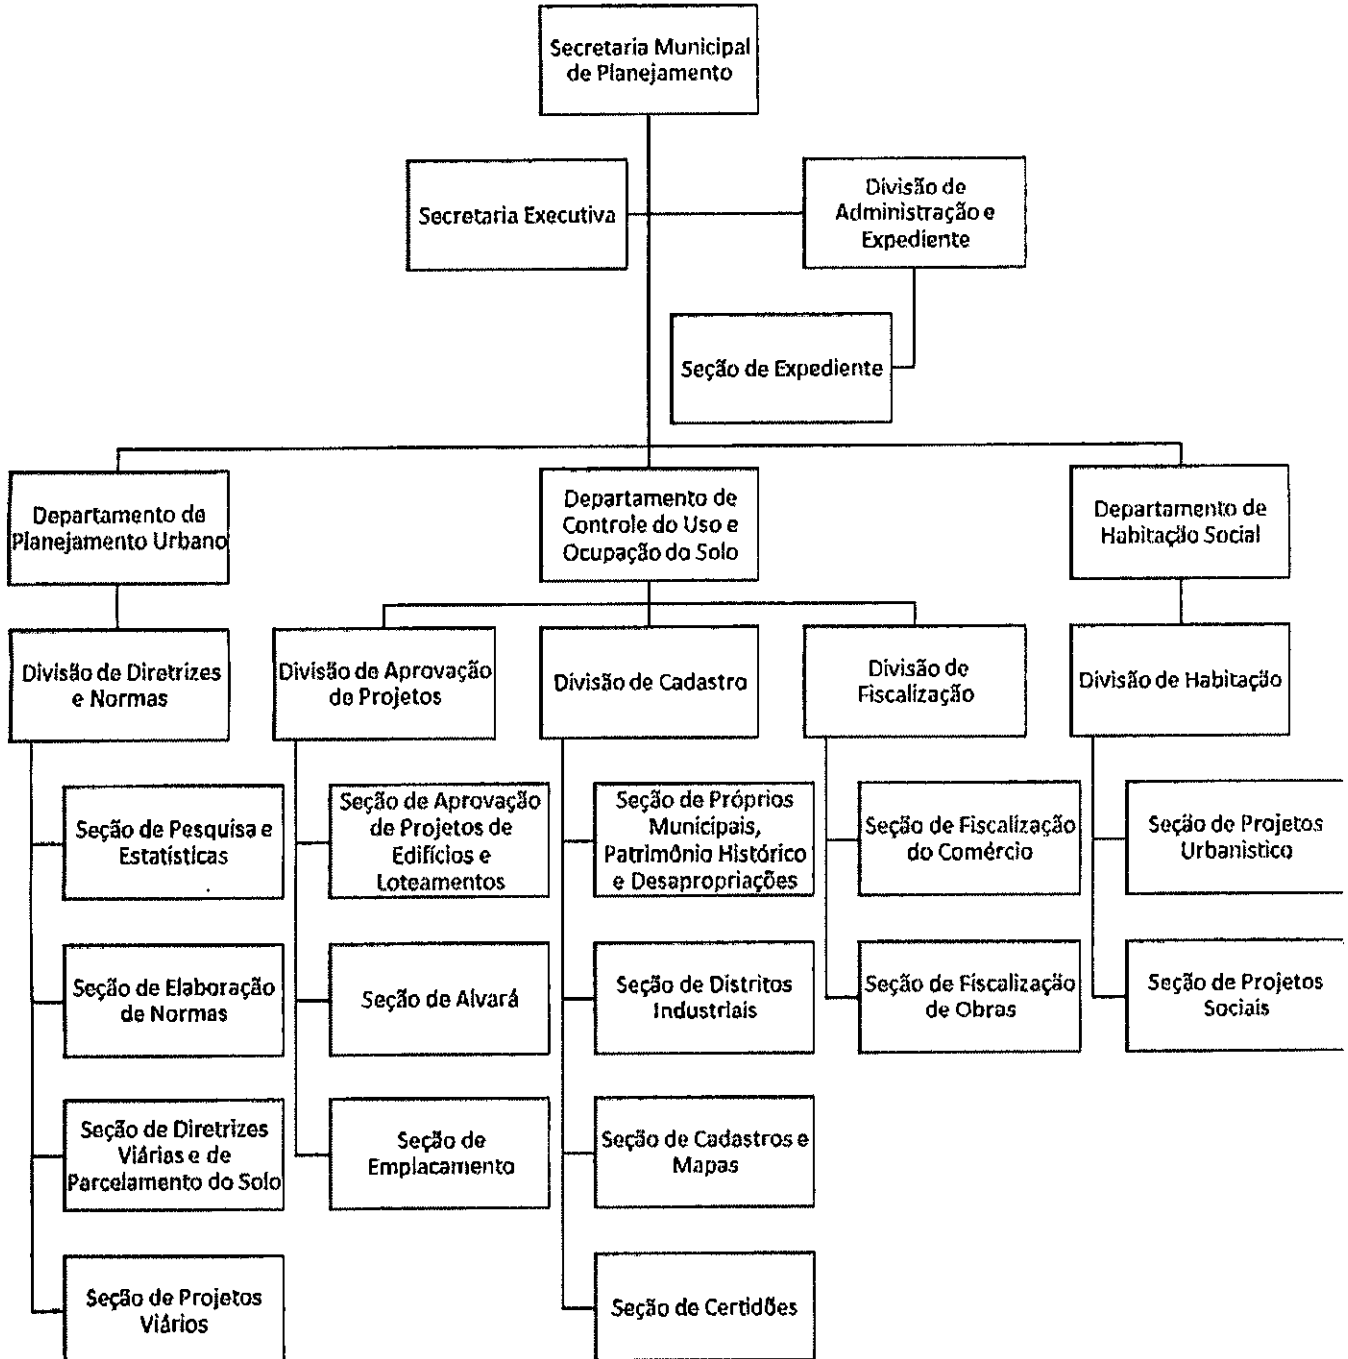 Secretaria Municipal
de Planejamento
Secretaria Executiva
Divisão de
Administração e
Expediente
Seção de Expediente
Departamento de
Planejamento Urbano
Departamento de
Controle do Uso e
Ocupação do Solo
Departamento de
Habitação Social
Divisão de Diretrizes
e Normas
Divisão de Aprovação
de Projetos
Divisão de Cadastro
Divisão de
Fiscalização
Divisão de Habitação
Seção de Pesquisa e
Estatísticas
Seção de Aprovação
de Projetos de
Edifícios e
Loteamentos
Seção de Próprios
Municipais,
Patrimônio Histórico
e Desapropriações
Seção de Fiscalização
do Comércio
Seção de Projetos
Urbanistico
Seção de Elaboração
de Normas
Seção de Alvará
Seção de Distritos
Industriais
Seção de Fiscalização
de Obras
Seção de Projetos
Sociais
Seção de Diretrizes
Viárias e de
Parcelamento do Solo
Seção de
Emplacamento
Seção de Cadastros e
Mapas
Seção de Projetos
Viários
Seção de Certidões